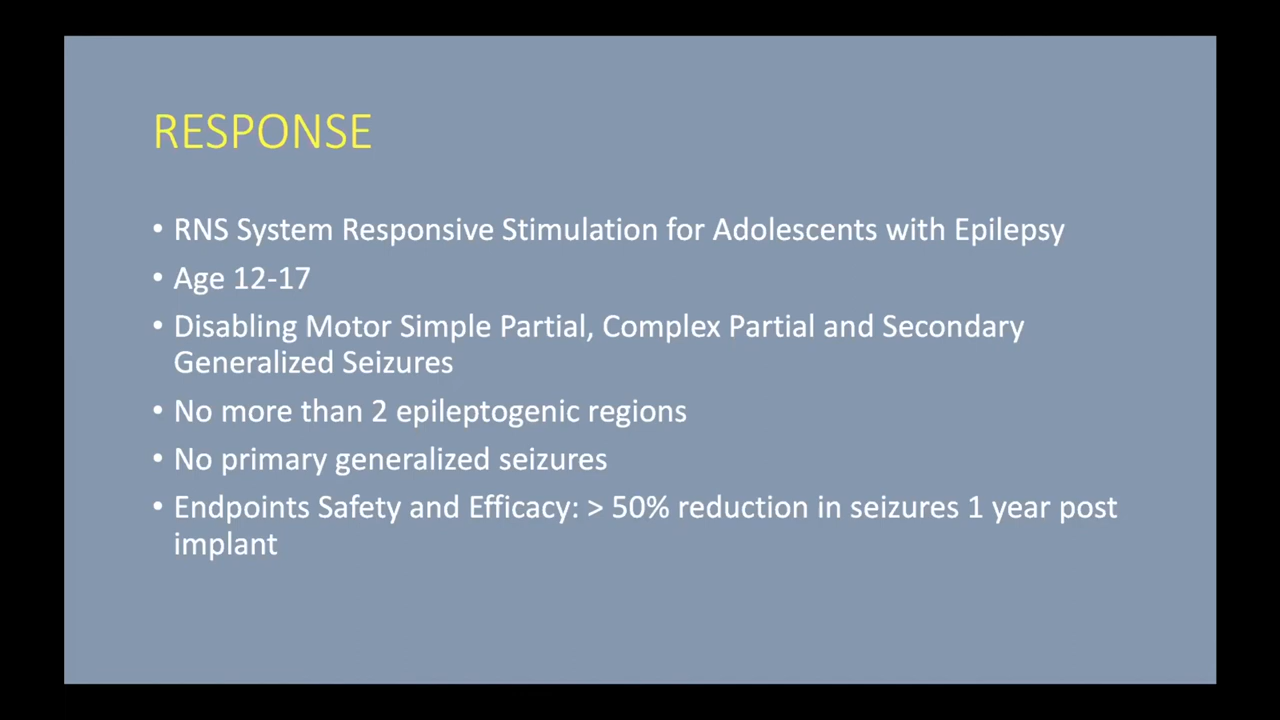 RESPONSE
• RNS System Responsive Stimulation for Adolescents with Epilepsy
• Age 12-17
• Disabling Motor Simple Partial, Complex Partial and Secondary
Generalized Seizures
• No more than 2 epileptogenic regions
• No primary generalized seizures
• Endpoints Safety and Efficacy: > 50% reduction in seizures 1 year post
implant